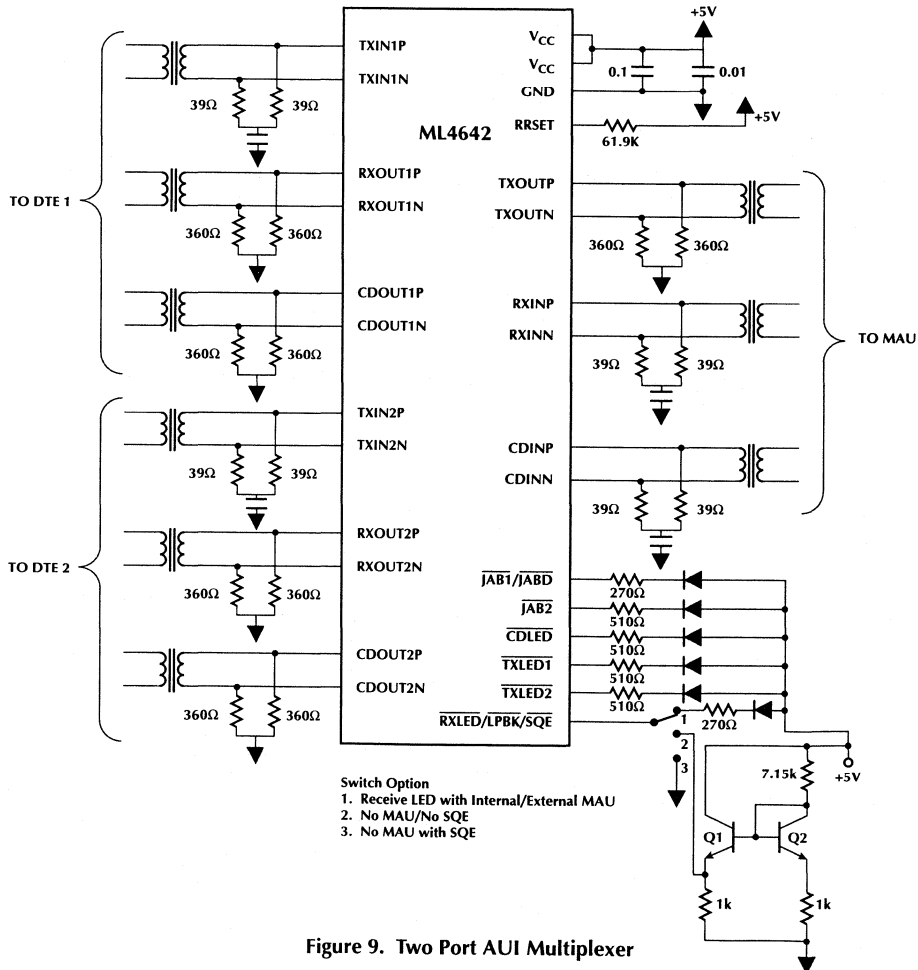 +5V
VCC
VCC
0.1
0.01
GND
+5V
RRSET
61.9K
ML4642
TO DTE 1
TXIN1P
TXIN1N
39Ω
39Ω
RXOUT1P
RXOUT1N
360Ω
360Ω
CDOUT1P
CDOUT1N
360Ω
360Ω
TO DTE 2
TXIN2P
TXIN2N
39Ω
39Ω
RXOUT2P
RXOUT2N
360Ω
360Ω
CDOUT2P
CDOUT2N
360Ω
360Ω
TXOUTP
TXOUTN
360Ω
360Ω
RXINP
RXINN
39Ω
39Ω
TO MAU
CDINP
CDINN
39Ω
39Ω
JAB1/JABD
270Ω
JAB2
510Ω
CDLED
510Ω
TXLED1
510Ω
TXLED2
510Ω
RXLED/LPBK/SQE
1
270Ω
2
3
7.15k
+5V
Q1
Q2
1k
1k
Switch Option
1. Receive LED with Internal/External MAU
2. No MAU/No SQE
3. No MAU with SQE
Figure 9. Two Port AUI Multiplexer